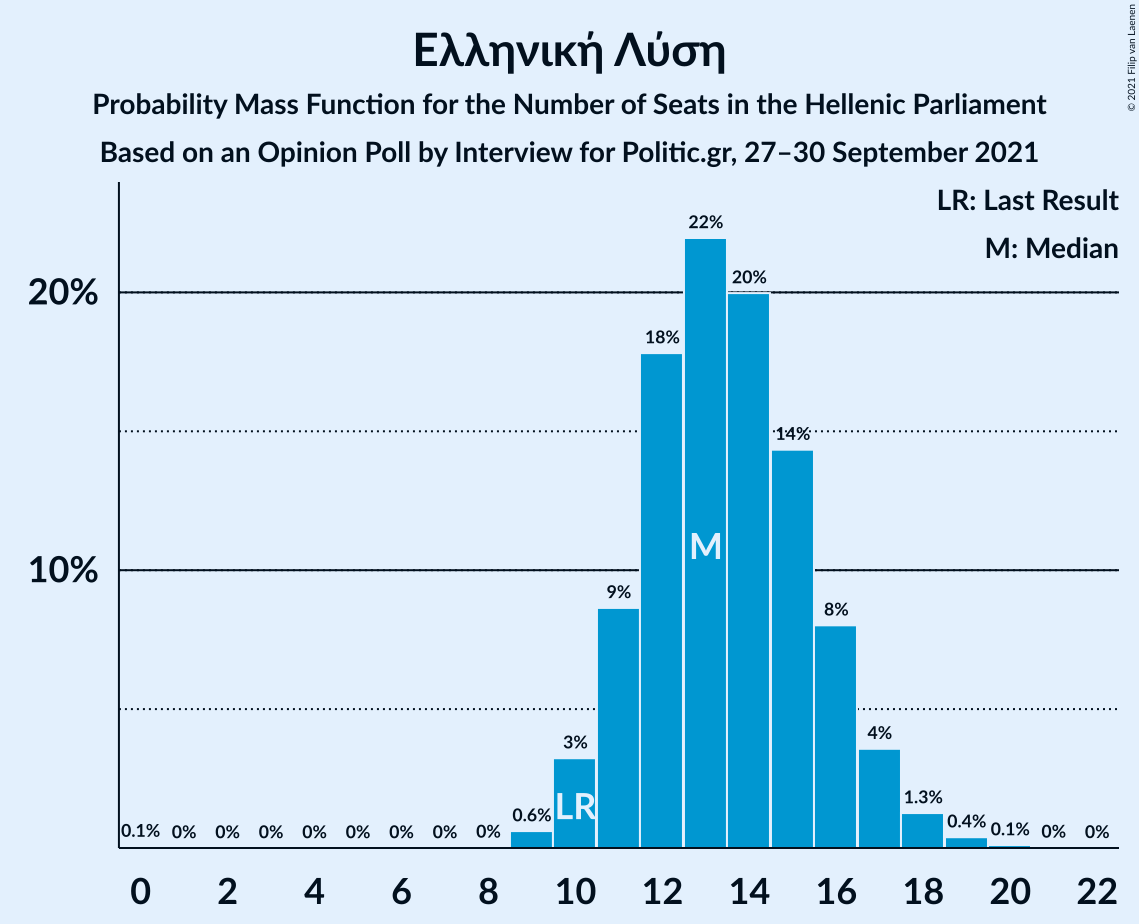 Ελληνική Λύση
Probability Mass Function for the Number of Seats in the Hellenic Parliament
Based on an Opinion Poll by Interview for Politic.gr, 27–30 September 2021
© 2021 Filip van Laenen
LR: Last Result
M: Median
20%
10%
0.1% 0% 0% 0% 0% 0% 0% 0% 0% 0.6% 3% 9% 18% 22% 20% 14% 8% 4% 1.3% 0.4% 0.1% 0% 0%
M
LR
0 2 4 6 8 10 12 14 16 18 20 22